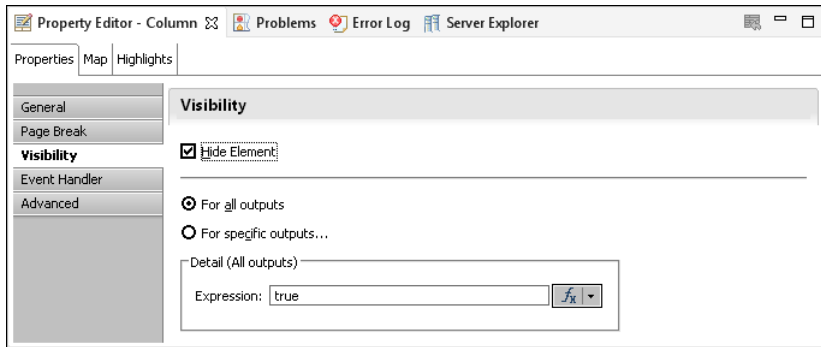 Property Editor - Column Problems Error Log Server Explorer
Properties Map Highlights
General
Page Break
Visibility
Event Handler
Advanced
Visibility
Hide Element
For all outputs
For specific outputs...
Detail (All outputs)
Expression: true fx